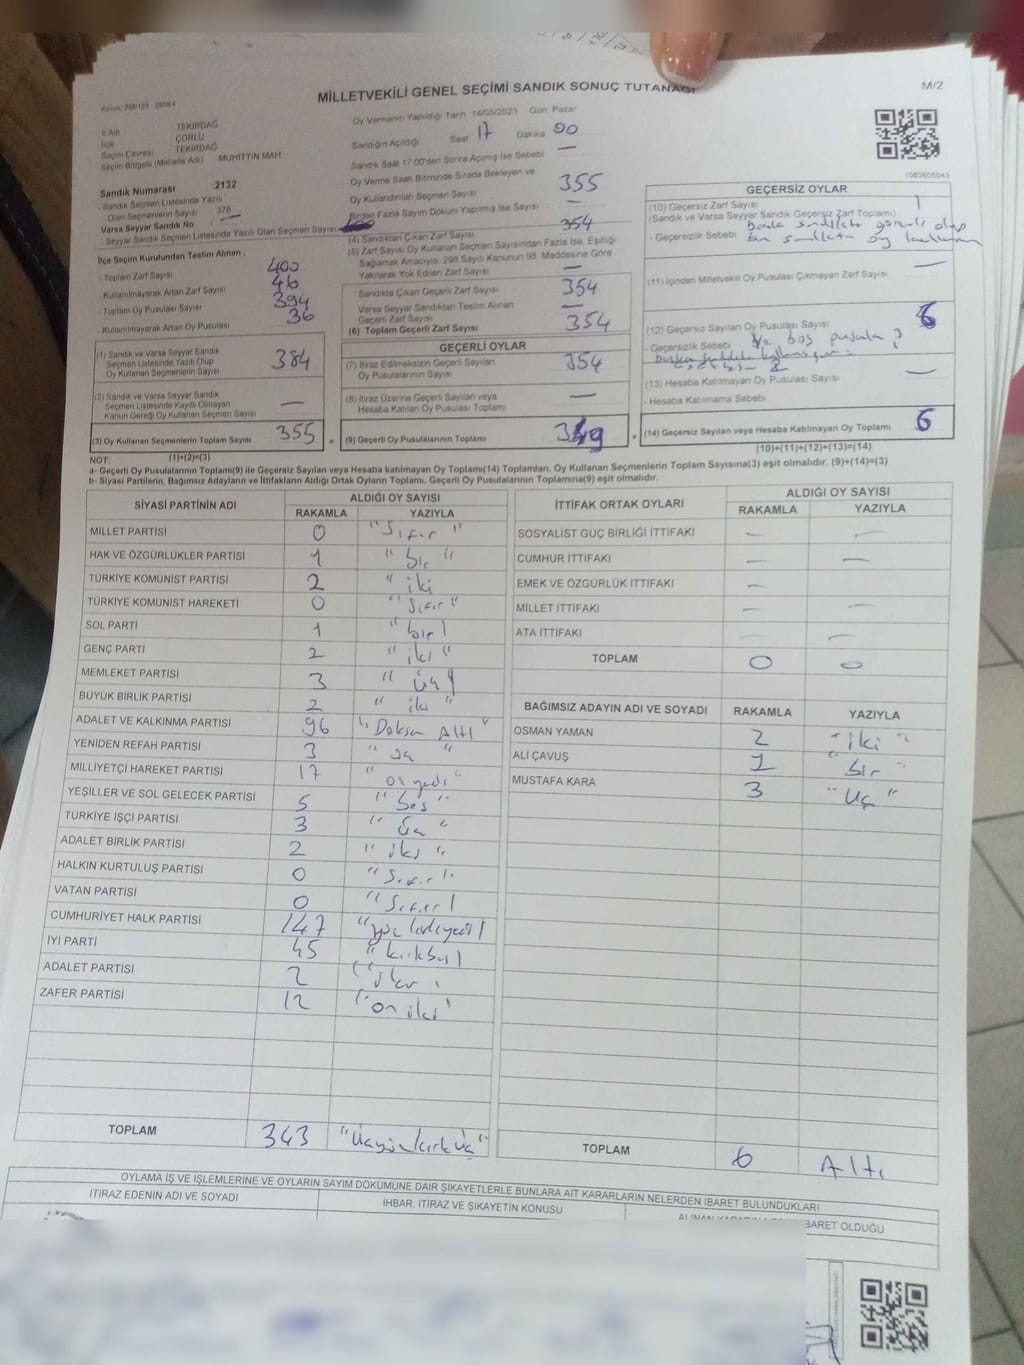 MİLLETVEKİLİ GENEL SEÇİMİ SANDIK SONUÇ TUTANAĞI
M/2
İl Adı TEKİRDAĞ
İlçe ÇORLU
Seçim Çevresi TEKİRDAĞ
Seçim Bölgesi (Mahalle Adı) MUHİTTİN MAH.
Sandık Numarası :2132
- Sandık Seçmen Listesinde Yazılı
Olan Seçmenlerin Sayısı : 378
Varsa Seyyar Sandık No :
- Seyyar Sandık Seçmen Listesinde Yazılı Olan Seçmen Sayısı:
İlçe Seçim Kurulundan Teslim Alınan ;
- Toplam Zarf Sayısı 400
- Kullanılmayarak Artan Zarf Sayısı 46
- Toplam Oy Pusulası Sayısı 394
- Kullanılmayarak Artan Oy Pusulası 36
(1) Sandık ve Varsa Seyyar Sandık
Seçmen Listesinde Yazılı Olup
Oy Kullanan Seçmenlerin Sayısı 384
(2) Sandık ve Varsa Seyyar Sandık
Seçmen Listesinde Kayıtlı Olmayan
Kanun Gereği Oy Kullanan Seçmen Sayısı —
(3) Oy Kullanan Seçmenlerin Toplam Sayısı 355 =
(1)+(2)=(3)
Oy Vermenin Yapıldığı Tarih 14/05/2023 Gün: Pazar
Sandığın Açıldığı Saat 17 Dakika
Sandık Saat 17:00'den Sonra Açılmış İse Sebebi —
Oy Verme Saati Bitiminde Sırada Bekleyen ve
Oy Kullandırılan Seçmen Sayısı 355
Birden Fazla Sayım Döküm Yapılmış İse Sayısı —
(4) Sandıktan Çıkan Zarf Sayısı 354
(5) Zarf Sayısı Oy Kullanan Seçmen Sayısından Fazla İse, Eşitliği
Sağlamak Amacıyla; 298 Sayılı Kanunun 98. Maddesine Göre
Yakılarak Yok Edilen Zarf Sayısı —
Sandıkta Çıkan Geçerli Zarf Sayısı 354
Varsa Seyyar Sandıktan Teslim Alınan
Geçerli Zarf Sayısı —
(6) Toplam Geçerli Zarf Sayısı 354
GEÇERLİ OYLAR
(7) İtiraz Edilmeksizin Geçerli Sayılan
Oy Pusulalarının Sayısı 354
(8) İtiraz Üzerine Geçerli Sayılan veya
Hesaba Katılan Oy Pusulası Toplamı —
(9) Geçerli Oy Pusulalarının Toplamı +
GEÇERSİZ OYLAR
(10) Geçersiz Zarf Sayısı 1
(Sandık ve Varsa Seyyar Sandık Geçersiz Zarf Toplamı)
- Geçersizlik Sebebi
(11) İçinden Milletvekili Oy Pusulası Çıkmayan Zarf Sayısı —
(12) Geçersiz Sayılan Oy Pusulası Sayısı 6
- Geçersizlik Sebebi boş pusula
(13) Hesaba Katılmayan Oy Pusulası Sayısı —
- Hesaba Katılmama Sebebi
(14) Geçersiz Sayılan veya Hesaba Katılmayan Oy Toplamı 6
(10)+(11)+(12)+(13)=(14)
NOT:
a- Geçerli Oy Pusulalarının Toplamı(9) ile Geçersiz Sayılan veya Hesaba katılmayan Oy Toplamı(14) Toplamları, Oy Kullanan Seçmenlerin Toplam Sayısına(3) eşit olmalıdır. (9)+(14)=(3)
b- Siyasi Partilerin, Bağımsız Adayların ve İttifakların Aldığı Ortak Oyların Toplamı, Geçerli Oy Pusulalarının Toplamına(9) eşit olmalıdır.
SİYASİ PARTİNİN ADI ALDIĞI OY SAYISI
RAKAMLA YAZIYLA
MİLLET PARTİSİ 0 "Sıfır"
HAK VE ÖZGÜRLÜKLER PARTİSİ 1 "bir"
TÜRKİYE KOMÜNİST PARTİSİ 2 "iki
TÜRKİYE KOMÜNİST HAREKETİ 0 "Sıfır"
SOL PARTİ 1 "bir"
GENÇ PARTİ 2 "iki"
MEMLEKET PARTİSİ 3 "üç"
BÜYÜK BİRLİK PARTİSİ 2 "iki"
ADALET VE KALKINMA PARTİSİ 96 "Doksan Altı"
YENİDEN REFAH PARTİSİ 3 "üç"
MİLLİYETÇİ HAREKET PARTİSİ 17 "on yedi"
YEŞİLLER VE SOL GELECEK PARTİSİ 5 "beş"
TÜRKİYE İŞÇİ PARTİSİ 3 "üç"
ADALET BİRLİK PARTİSİ 2 "iki"
HALKIN KURTULUŞ PARTİSİ 0 "Sıfır"
VATAN PARTİSİ 0 "Sıfır"
CUMHURİYET HALK PARTİSİ 147 "yüz kırkyedi"
İYİ PARTİ 45 "kırkbeş"
ADALET PARTİSİ 2 "iki"
ZAFER PARTİSİ 12 "on iki"
TOPLAM 343 "üçyüzkırküç"
İTTİFAK ORTAK OYLARI ALDIĞI OY SAYISI
RAKAMLA YAZIYLA
SOSYALİST GÜÇ BİRLİĞİ İTTİFAKI — —
CUMHUR İTTİFAKI — —
EMEK VE ÖZGÜRLÜK İTTİFAKI —
MİLLET İTTİFAKI — —
ATA İTTİFAKI — —
TOPLAM 0 0
BAĞIMSIZ ADAYIN ADI VE SOYADI RAKAMLA YAZIYLA
OSMAN YAMAN 2 "iki"
ALİ ÇAVUŞ 1 "bir"
MUSTAFA KARA 3 "üç"
TOPLAM 6 Altı
OYLAMA İŞ VE İŞLEMLERİNE VE OYLARIN SAYIM DÖKÜMÜNE DAİR ŞİKAYETLERLE BUNLARA AİT KARARLARIN NELERDEN İBARET BULUNDUKLARI
İTİRAZ EDENİN ADI VE SOYADI
İHBAR, İTİRAZ VE ŞİKAYETİN KONUSU